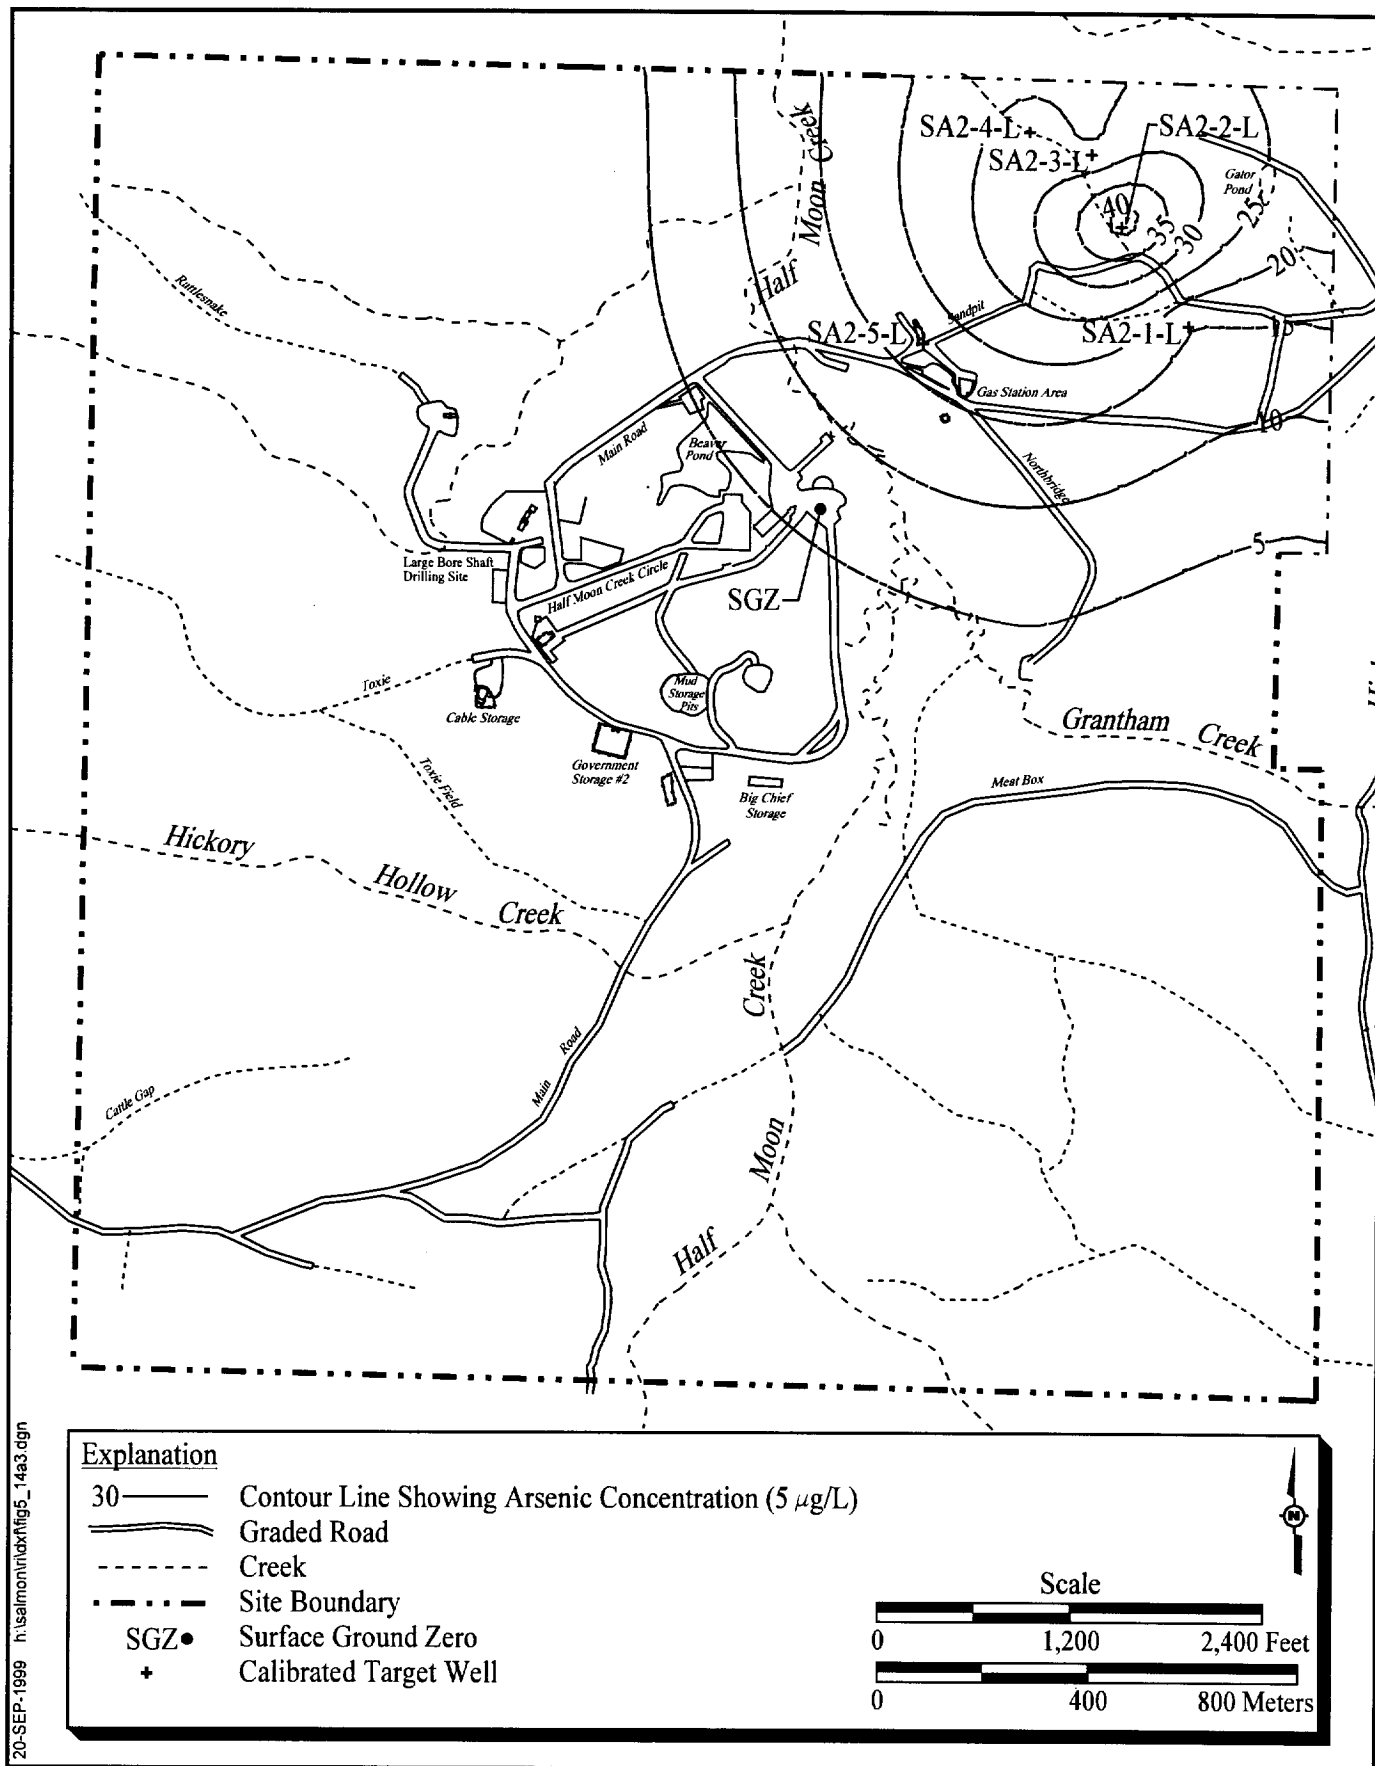 SA2-4-L
SA2-2-L
SA2-3-L
Gator
Pond
40
35
30
25
20
15
10
5
Half
Moon
Creek
Rattlesnake
Sandpit
SA2-5-L
SA2-1-L
Gas Station Area
Main Road
Beaver
Pond
Northbridge
Large Bore Shaft
Drilling Site
Half Moon Creek Circle
SGZ
Toxie
Cable Storage
Mud
Storage
Pits
Grantham
Creek
Government
Storage #2
Toxie Field
Big Chief
Storage
Meat Box
Hickory
Hollow
Creek
Creek
Main
Road
Cattle Gap
Moon
Half
Explanation
30 Contour Line Showing Arsenic Concentration (5 μg/L)
Graded Road
Creek
Site Boundary
SGZ Surface Ground Zero
Calibrated Target Well
N
Scale
0 1,200 2,400 Feet
0 400 800 Meters
20-SEP-1999 h:\salmon\ri\dxf\fig5_14a3.dgn